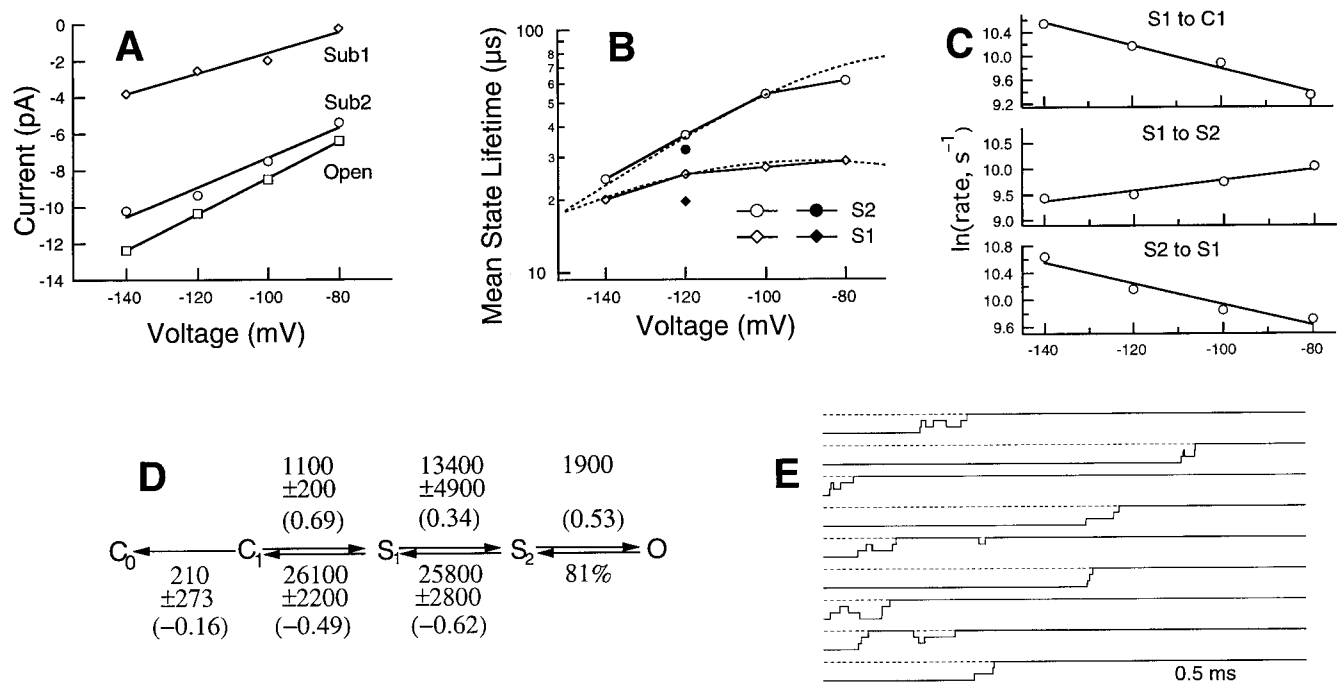 A
0
-2
-4
-6
-8
-10
-12
-14
Current (pA)
Sub1
Sub2
Open
-140
-120
-100
-80
Voltage (mV)
B
100
8
7
6
5
4
3
2
10
Mean State Lifetime (μs)
S2
S1
-140
-120
-100
-80
Voltage (mV)
C
ln(rate, s⁻¹)
S1 to C1
10.4
10.0
9.6
9.2
S1 to S2
10.5
10.0
9.5
9.0
S2 to S1
10.8
10.4
10.0
9.6
-140
-120
-100
-80
D
1100 13400 1900
±200 ±4900
(0.69) (0.34) (0.53)
C₀ C₁ S₁ S₂ O
210 26100 25800 81%
±273 ±2200 ±2800
(−0.16) (−0.49) (−0.62)
E
0.5 ms